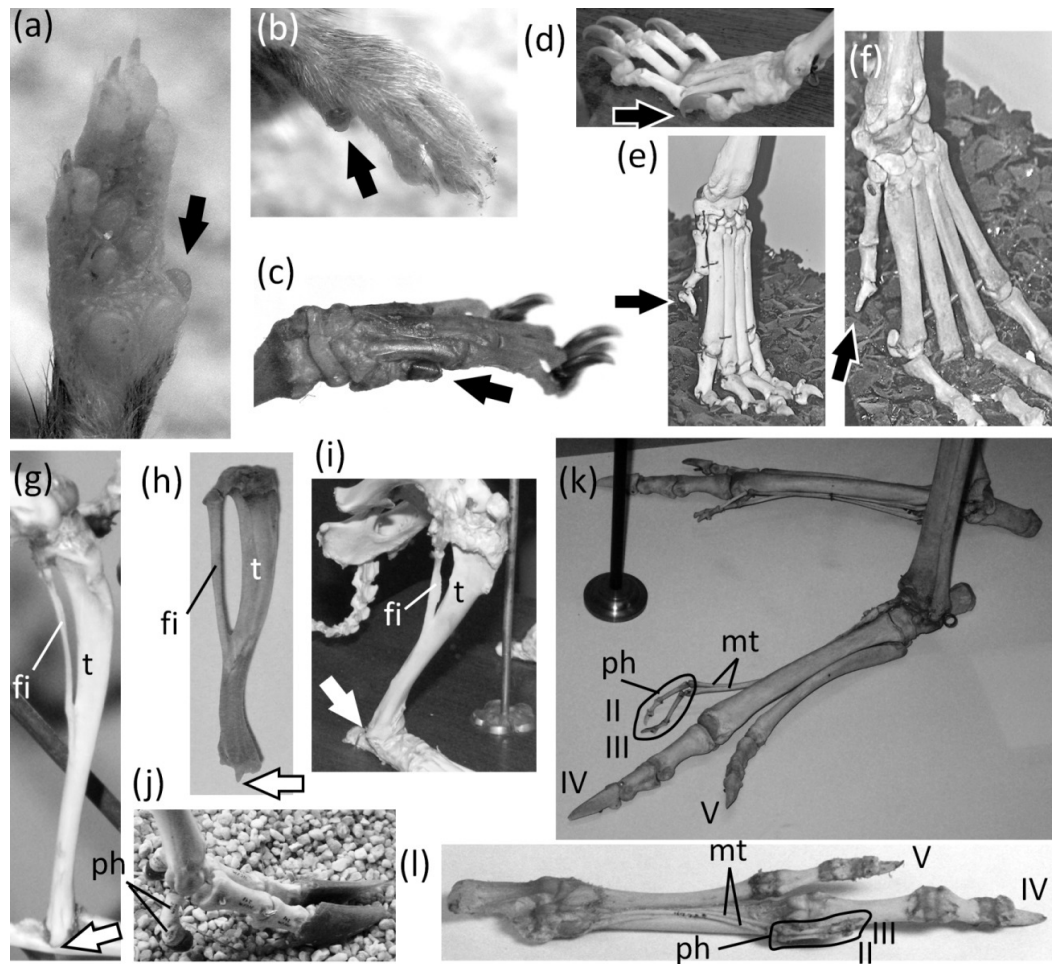 (a)
(b)
(c)
(d)
(e)
(f)
(g)
fi
t
(h)
fi
t
(i)
fi
t
(j)
ph
(k)
ph
mt
II
III
IV
V
(l)
mt
ph
V
IV
III
II